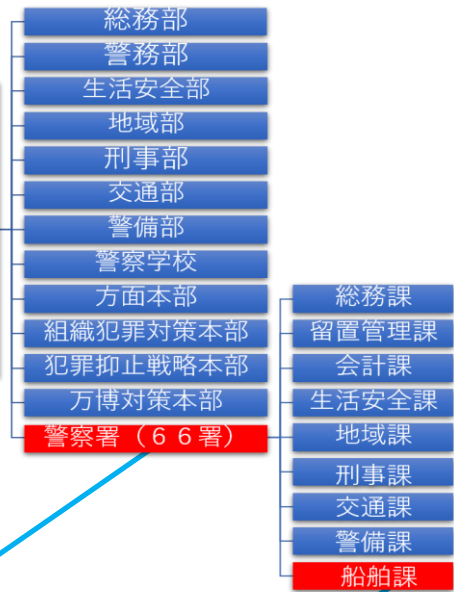 総務部
警務部
生活安全部
地域部
刑事部
交通部
警備部
警察学校
方面本部
組織犯罪対策本部
犯罪抑止戦略本部
万博対策本部
警察署（６６署）
総務課
留置管理課
会計課
生活安全課
地域課
刑事課
交通課
警備課
船舶課